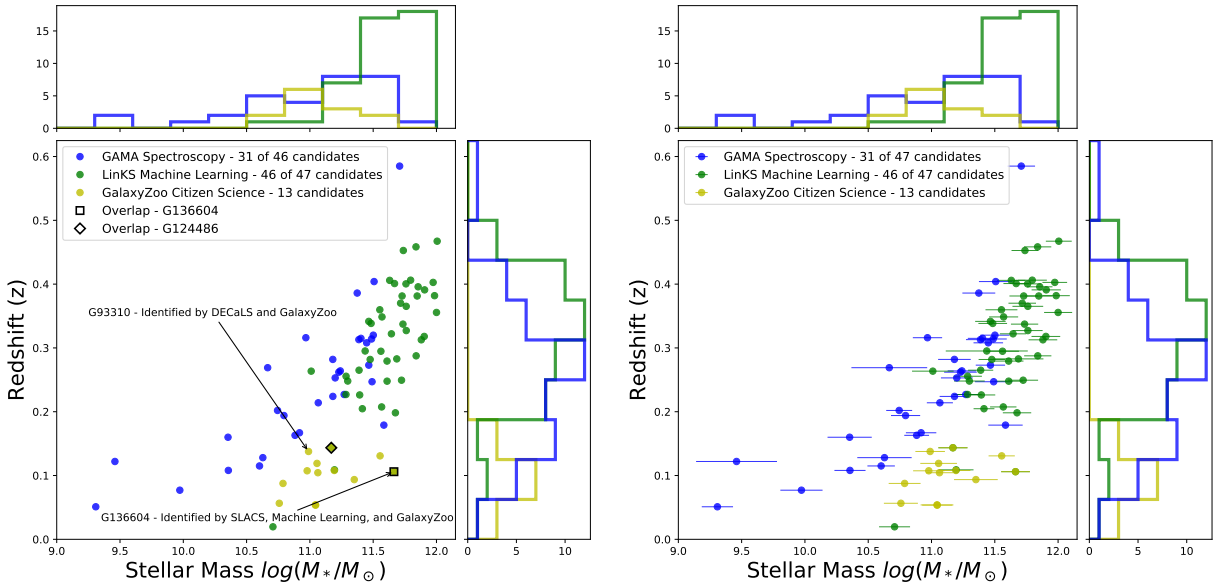 15
10
5
0
GAMA Spectroscopy - 31 of 46 candidates
LinKS Machine Learning - 46 of 47 candidates
GalaxyZoo Citizen Science - 13 candidates
Overlap - G136604
Overlap - G124486
G93310 - Identified by DECaLS and GalaxyZoo
G136604 - Identified by SLACS, Machine Learning, and GalaxyZoo
Redshift (z)
0.6
0.5
0.4
0.3
0.2
0.1
0.0
9.0 9.5 10.0 10.5 11.0 11.5 12.0
Stellar Mass log(M*/M⊙)
0 5 10
15
10
5
0
GAMA Spectroscopy - 31 of 47 candidates
LinKS Machine Learning - 46 of 47 candidates
GalaxyZoo Citizen Science - 13 candidates
Redshift (z)
0.6
0.5
0.4
0.3
0.2
0.1
0.0
9.0 9.5 10.0 10.5 11.0 11.5 12.0
Stellar Mass log(M*/M⊙)
0 5 10